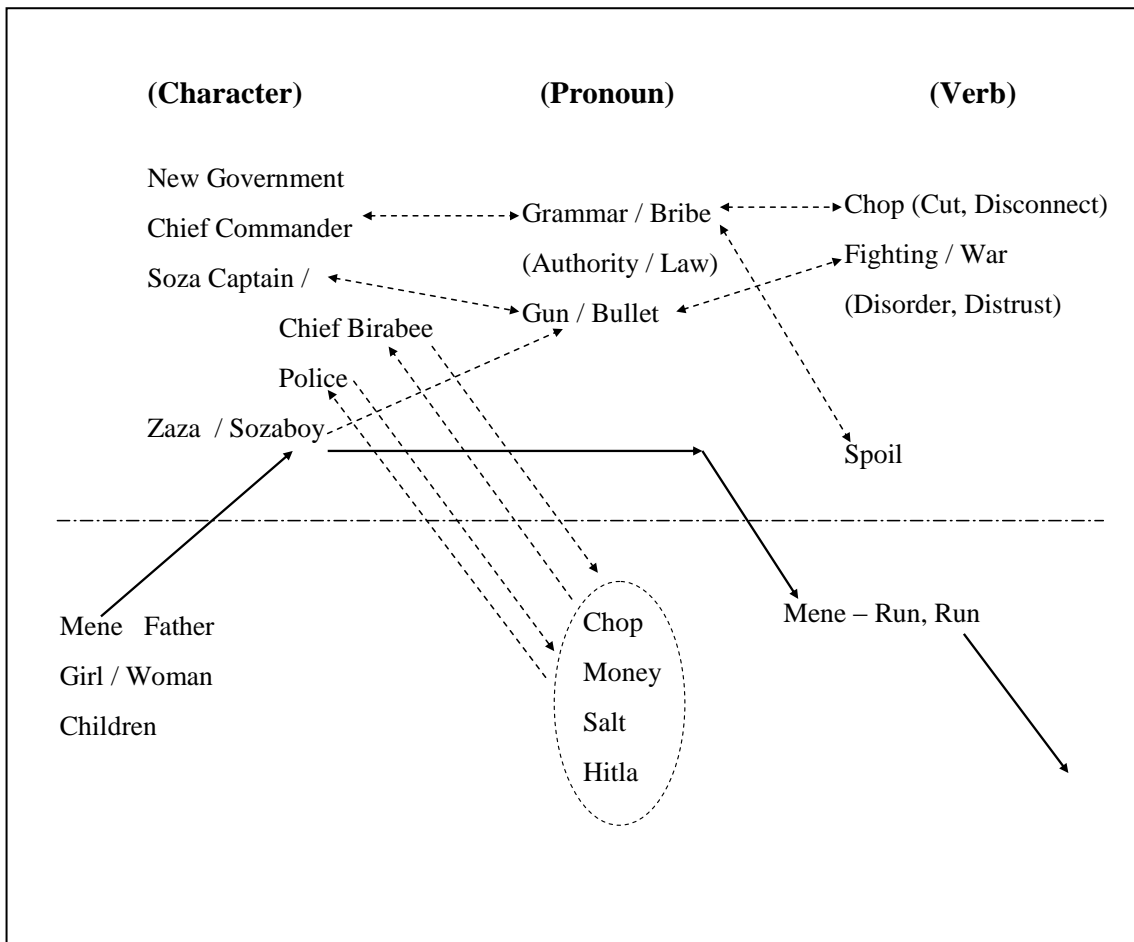 (Character) (Pronoun) (Verb)
New Government
Chief Commander Grammar / Bribe Chop (Cut, Disconnect)
(Authority / Law) Fighting / War
Soza Captain / Gun / Bullet (Disorder, Distrust)
Chief Birabee
Police
Zaza / Sozaboy Spoil
Mene Father Chop Mene – Run, Run
Girl / Woman Money
Children Salt
Hitla